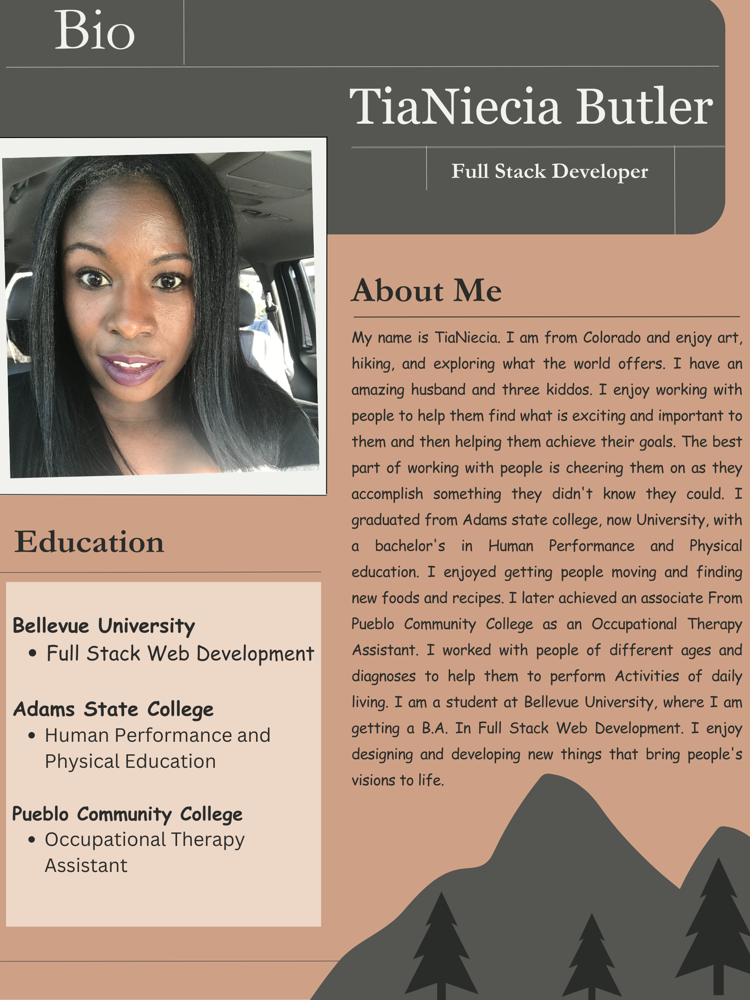 Bio
TiaNiecia Butler
Full Stack Developer
About Me
My name is TiaNiecia. I am from Colorado and enjoy art,
hiking, and exploring what the world offers. I have an
amazing husband and three kiddos. I enjoy working with
people to help them find what is exciting and important to
them and then helping them achieve their goals. The best
part of working with people is cheering them on as they
accomplish something they didn't know they could. I
graduated from Adams state college, now University, with
a bachelor's in Human Performance and Physical
education. I enjoyed getting people moving and finding
new foods and recipes. I later achieved an associate From
Pueblo Community College as an Occupational Therapy
Assistant. I worked with people of different ages and
diagnoses to help them to perform Activities of daily
living. I am a student at Bellevue University, where I am
getting a B.A. In Full Stack Web Development. I enjoy
designing and developing new things that bring people's
visions to life.
Education
Bellevue University
• Full Stack Web Development
Adams State College
• Human Performance and
Physical Education
Pueblo Community College
• Occupational Therapy
Assistant